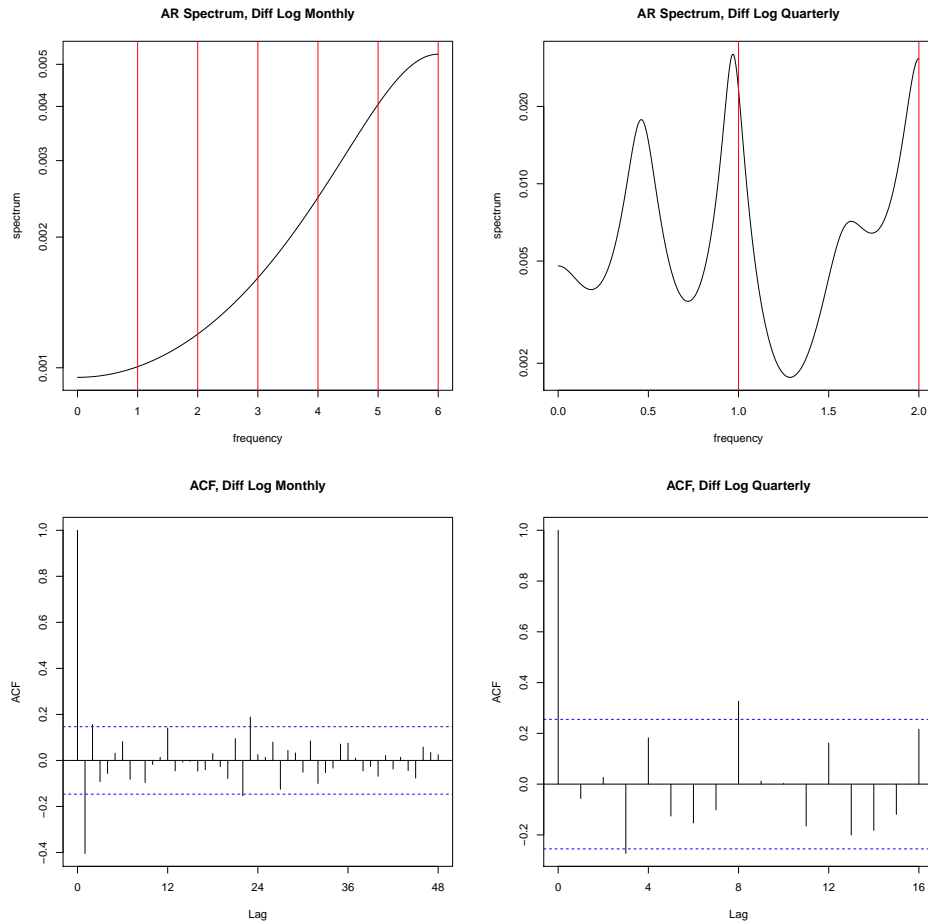 AR Spectrum, Diff Log Monthly
spectrum
0.001
0.002
0.003
0.004
0.005
0 1 2 3 4 5 6
frequency
AR Spectrum, Diff Log Quarterly
spectrum
0.002
0.005
0.010
0.020
0.0 0.5 1.0 1.5 2.0
frequency
ACF, Diff Log Monthly
ACF
−0.4
−0.2
0.0
0.2
0.4
0.6
0.8
1.0
0 12 24 36 48
Lag
ACF, Diff Log Quarterly
ACF
−0.2
0.0
0.2
0.4
0.6
0.8
1.0
0 4 8 12 16
Lag